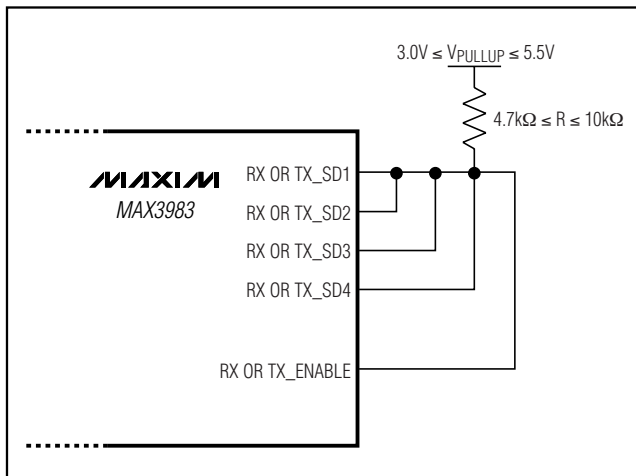 3.0V ≤ VPULLUP ≤ 5.5V
4.7kΩ ≤ R ≤ 10kΩ
MAXIM
MAX3983
RX OR TX_SD1
RX OR TX_SD2
RX OR TX_SD3
RX OR TX_SD4
RX OR TX_ENABLE